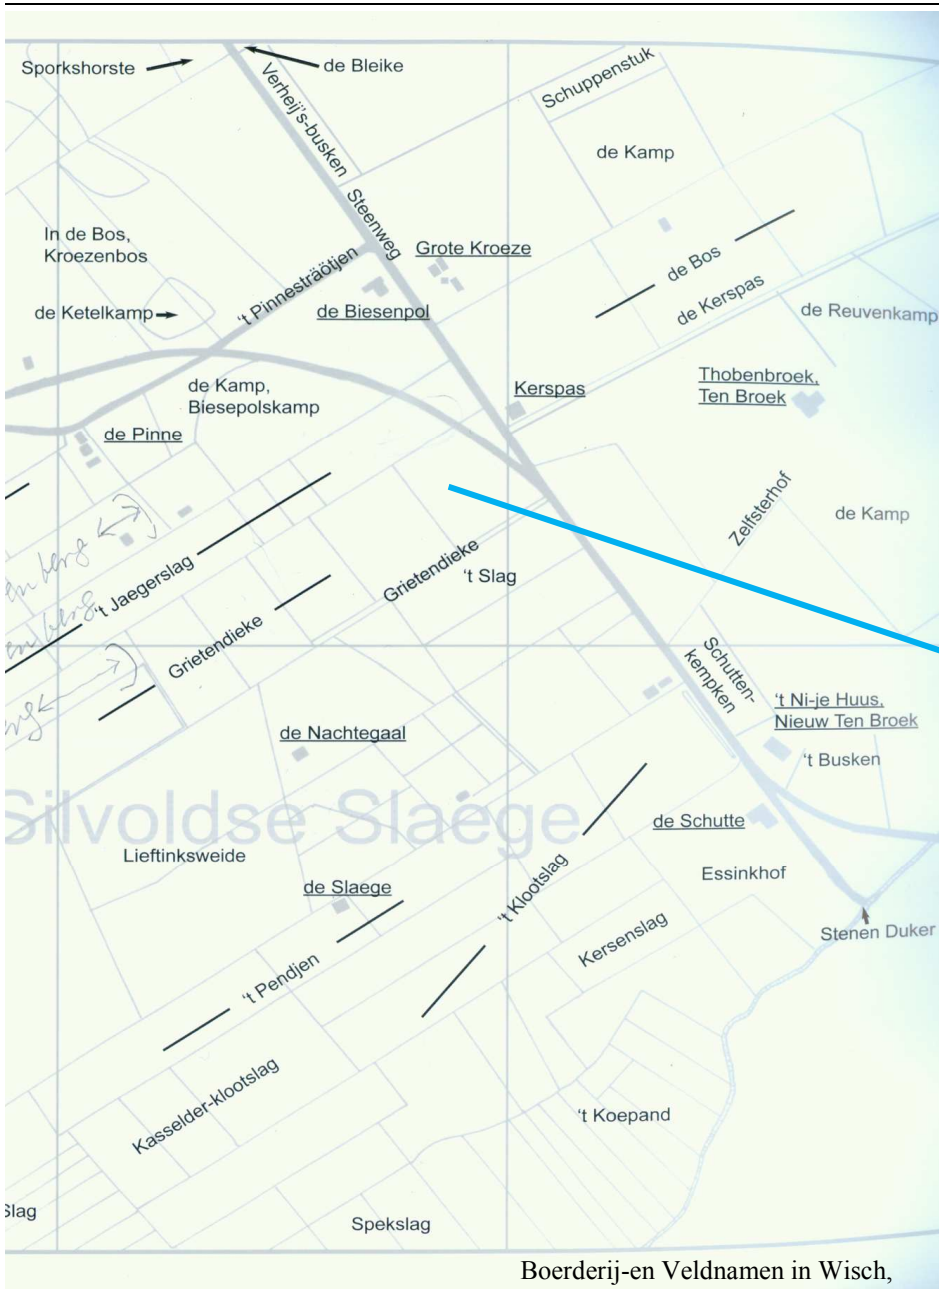 Sporkshorste
de Bleike
Verheij's-busken
Steenweg
Schuppenstuk
de Kamp
In de Bos,
Kroezenbos
Grote Kroeze
de Bos
't Pinnesträötjen
de Ketelkamp
de Biesenpol
de Kerspas
de Reuvenkamp
de Kamp,
Biesepolskamp
Kerspas
Thobenbroek,
Ten Broek
de Pinne
Zelfsterhof
de Kamp
't Jaegerslag
Grietendieke
't Slag
Grietendieke
Schutten-
kempken
't Ni-je Huus,
Nieuw Ten Broek
de Nachtegaal
't Busken
Silvoldse Slaége
de Schutte
Lieftinksweide
de Slaege
't Klootslag
Essinkhof
Kersenslag
Stenen Duker
't Pendjen
Kasselder-klootslag
't Koepand
Slag
Spekslag
Boerderij-en Veldnamen in Wisch,